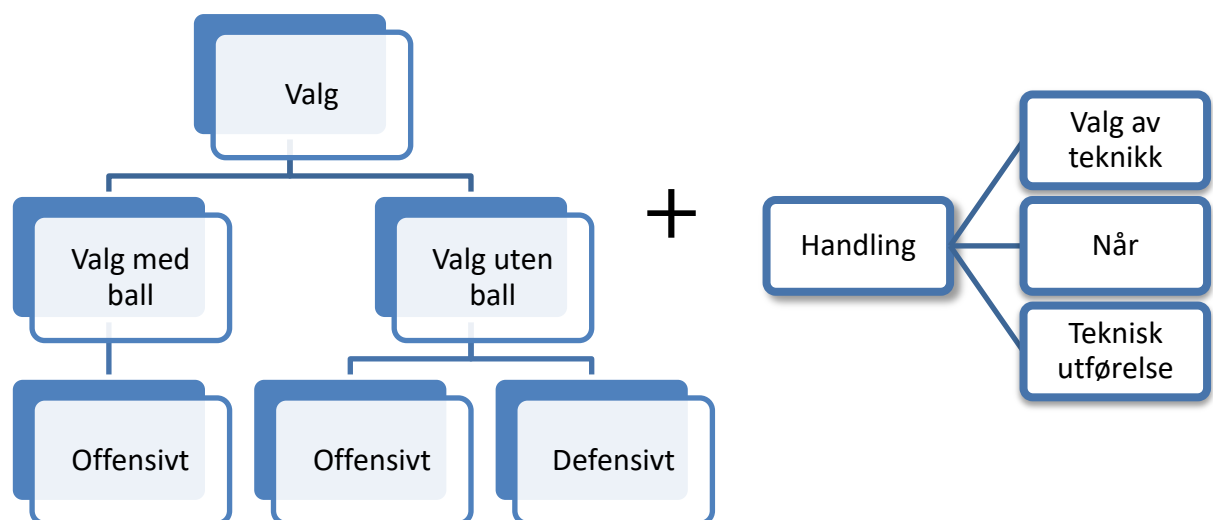 Valg
Valg med
ball
Valg uten
ball
Offensivt
Offensivt
Defensivt
+
Handling
Valg av
teknikk
Når
Teknisk
utførelse